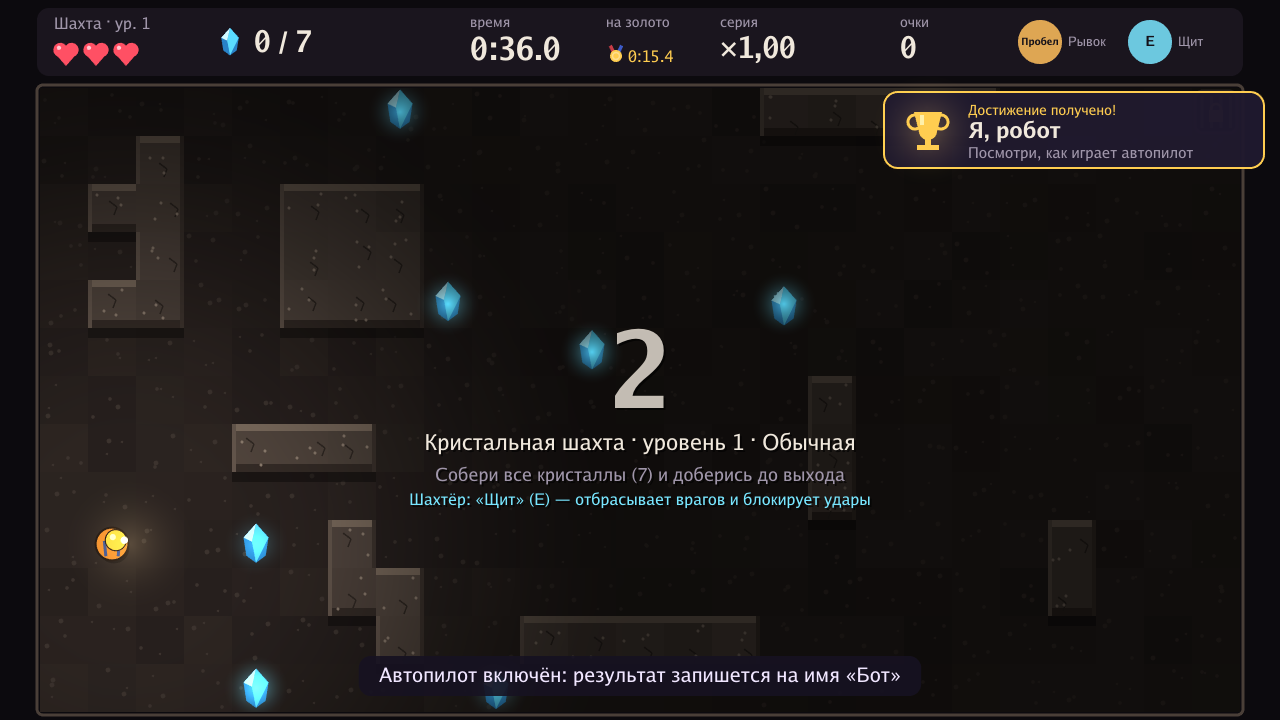 Шахта · ур. 1
0 / 7
время
0:36.0
на золото
0:15.4
серия
×1,00
очки
0
Пробел
Рывок
E
Щит
Достижение получено!
Я, робот
Посмотри, как играет автопилот
2
Кристальная шахта · уровень 1 · Обычная
Собери все кристаллы (7) и доберись до выхода
Шахтёр: «Щит» (E) — отбрасывает врагов и блокирует удары
Автопилот включён: результат запишется на имя «Бот»